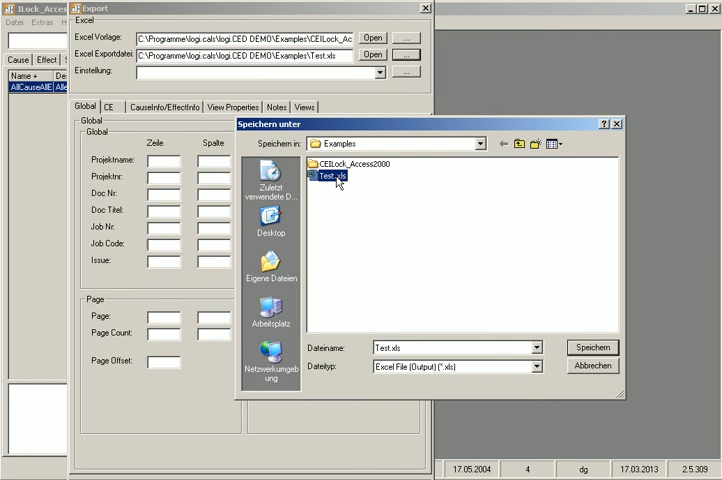 ILock_Acces
Datei Extras H
Cause Effect S
Name + De
AllCauseAllE Alle
Export
Excel
Excel Vorlage: C:\Programme\logi.cals\logi.CED DEMO\Examples\CEILock_Ac Open ...
Excel Exportdatei: C:\Programme\logi.cals\logi.CED DEMO\Examples\Test.xls Open ...
Einstellung: ...
Global CE CauseInfo/EffectInfo View Properties Notes Views
Global
Global
Zeile Spalte
Projektname:
Projektnr:
Doc Nr:
Doc Titel:
Job Nr:
Job Code:
Issue:
Page
Page:
Page Count:
Page Offset:
Speichern unter
Speichern in: Examples
Zuletzt
verwendete D...
Desktop
Eigene Dateien
Arbeitsplatz
Netzwerkumgeb
ung
CEILock_Access2000
Test.xls
Dateiname: Test.xls Speichern
Dateityp: Excel File (Output) (*.xls) Abbrechen
17.05.2004 4 dg 17.03.2013 2.5.309